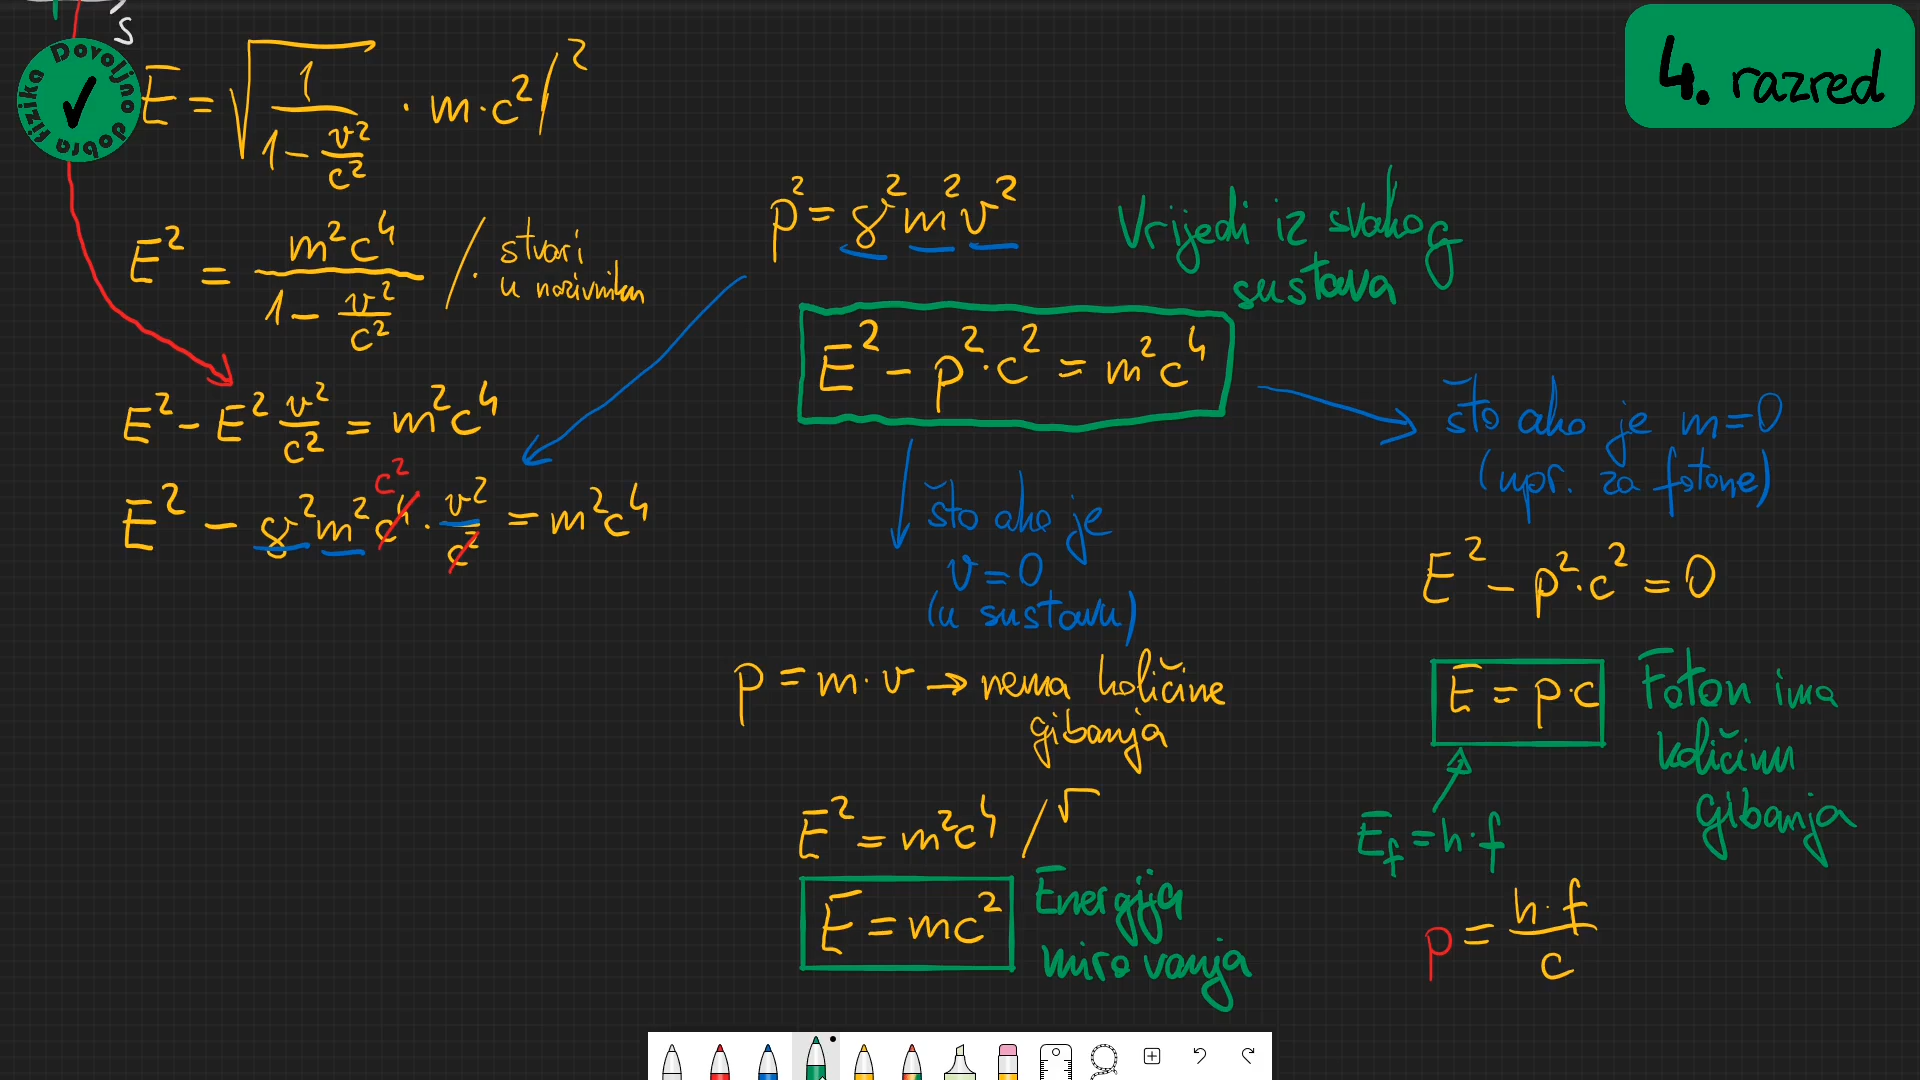 s
Dovoljno dobra fizika
4. razred
E = √(1/(1 - v²/c²)) · m·c² /²
E² = m²c⁴/(1 - v²/c²) /· stvari
u nazivniku
E² - E² v²/c² = m²c⁴
E² - γ²m²c⁴ · v²/c² = m²c⁴
c²
p² = γ²m²v²
Vrijedi iz svakog
sustava
E² - p²·c² = m²c⁴
što ako je
v = 0
(u sustavu)
p = m·v → nema količine
gibanja
E² = m²c⁴ /√
E = mc²
Energija
mirovanja
što ako je m = 0
(npr. za fotone)
E² - p²·c² = 0
E = p·c
Foton ima
količinu
gibanja
E_f = h·f
p = h·f/c